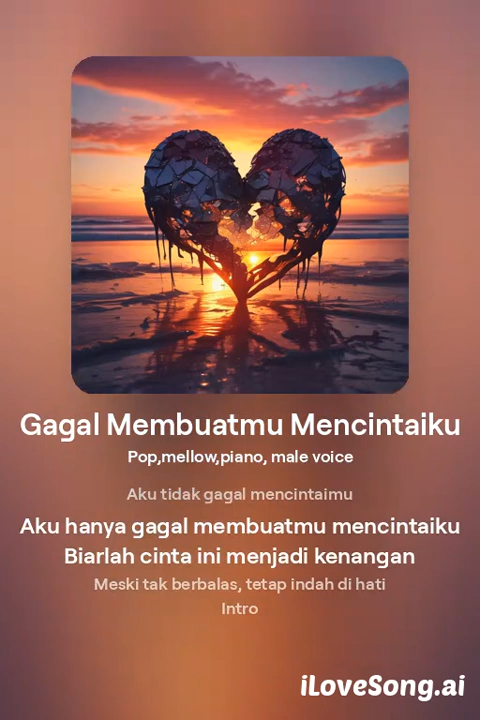 Gagal Membuatmu Mencintaiku
Pop,mellow,piano, male voice
Aku tidak gagal mencintaimu
Aku hanya gagal membuatmu mencintaiku
Biarlah cinta ini menjadi kenangan
Meski tak berbalas, tetap indah di hati
Intro
iLoveSong.ai